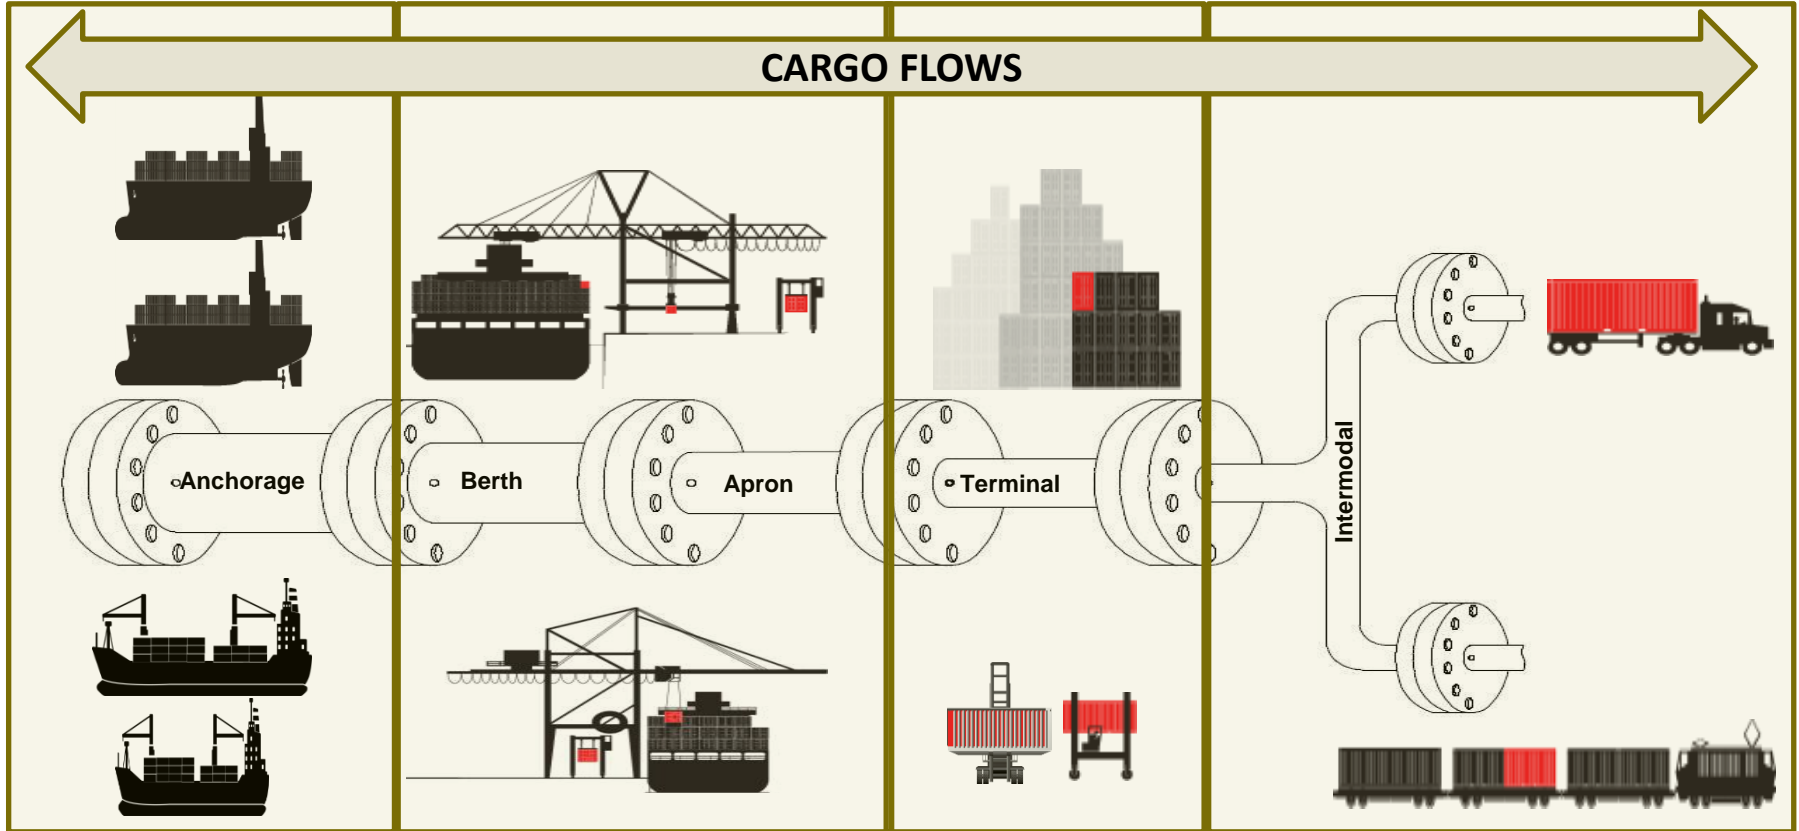 CARGO FLOWS
Anchorage
Berth
Apron
Terminal
Intermodal